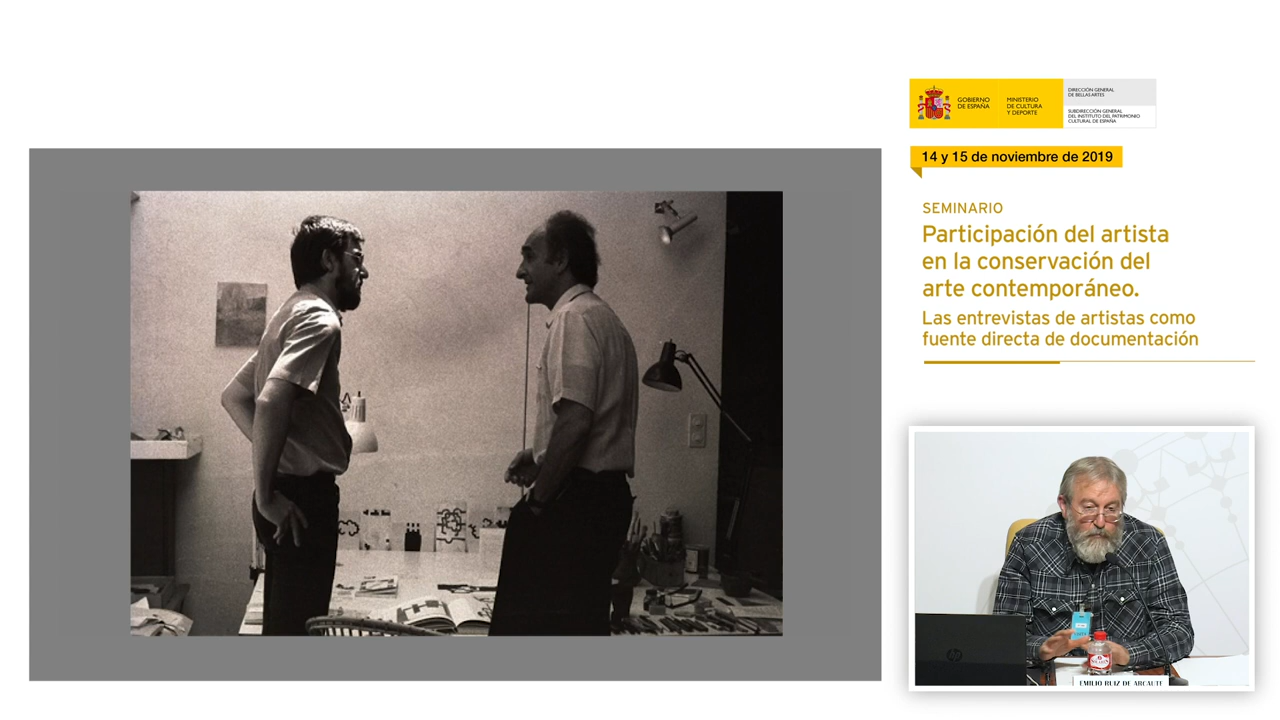 GOBIERNO
DE ESPAÑA
MINISTERIO
DE CULTURA
Y DEPORTE
DIRECCIÓN GENERAL
DE BELLAS ARTES
SUBDIRECCIÓN GENERAL
DEL INSTITUTO DEL PATRIMONIO
CULTURAL DE ESPAÑA
14 y 15 de noviembre de 2019
SEMINARIO
Participación del artista
en la conservación del
arte contemporáneo.
Las entrevistas de artistas como
fuente directa de documentación
hp
EMILIO RUIZ DE ARCAUTE